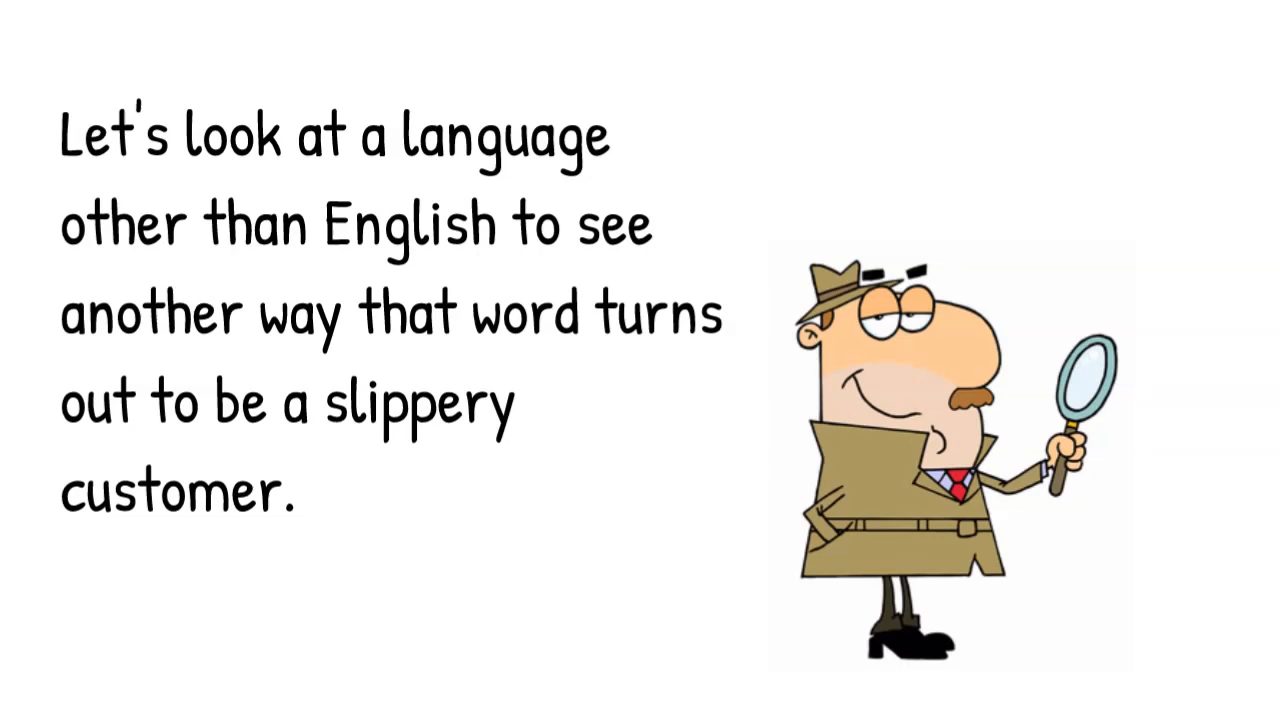 Let's look at a language
other than English to see
another way that word turns
out to be a slippery
customer.